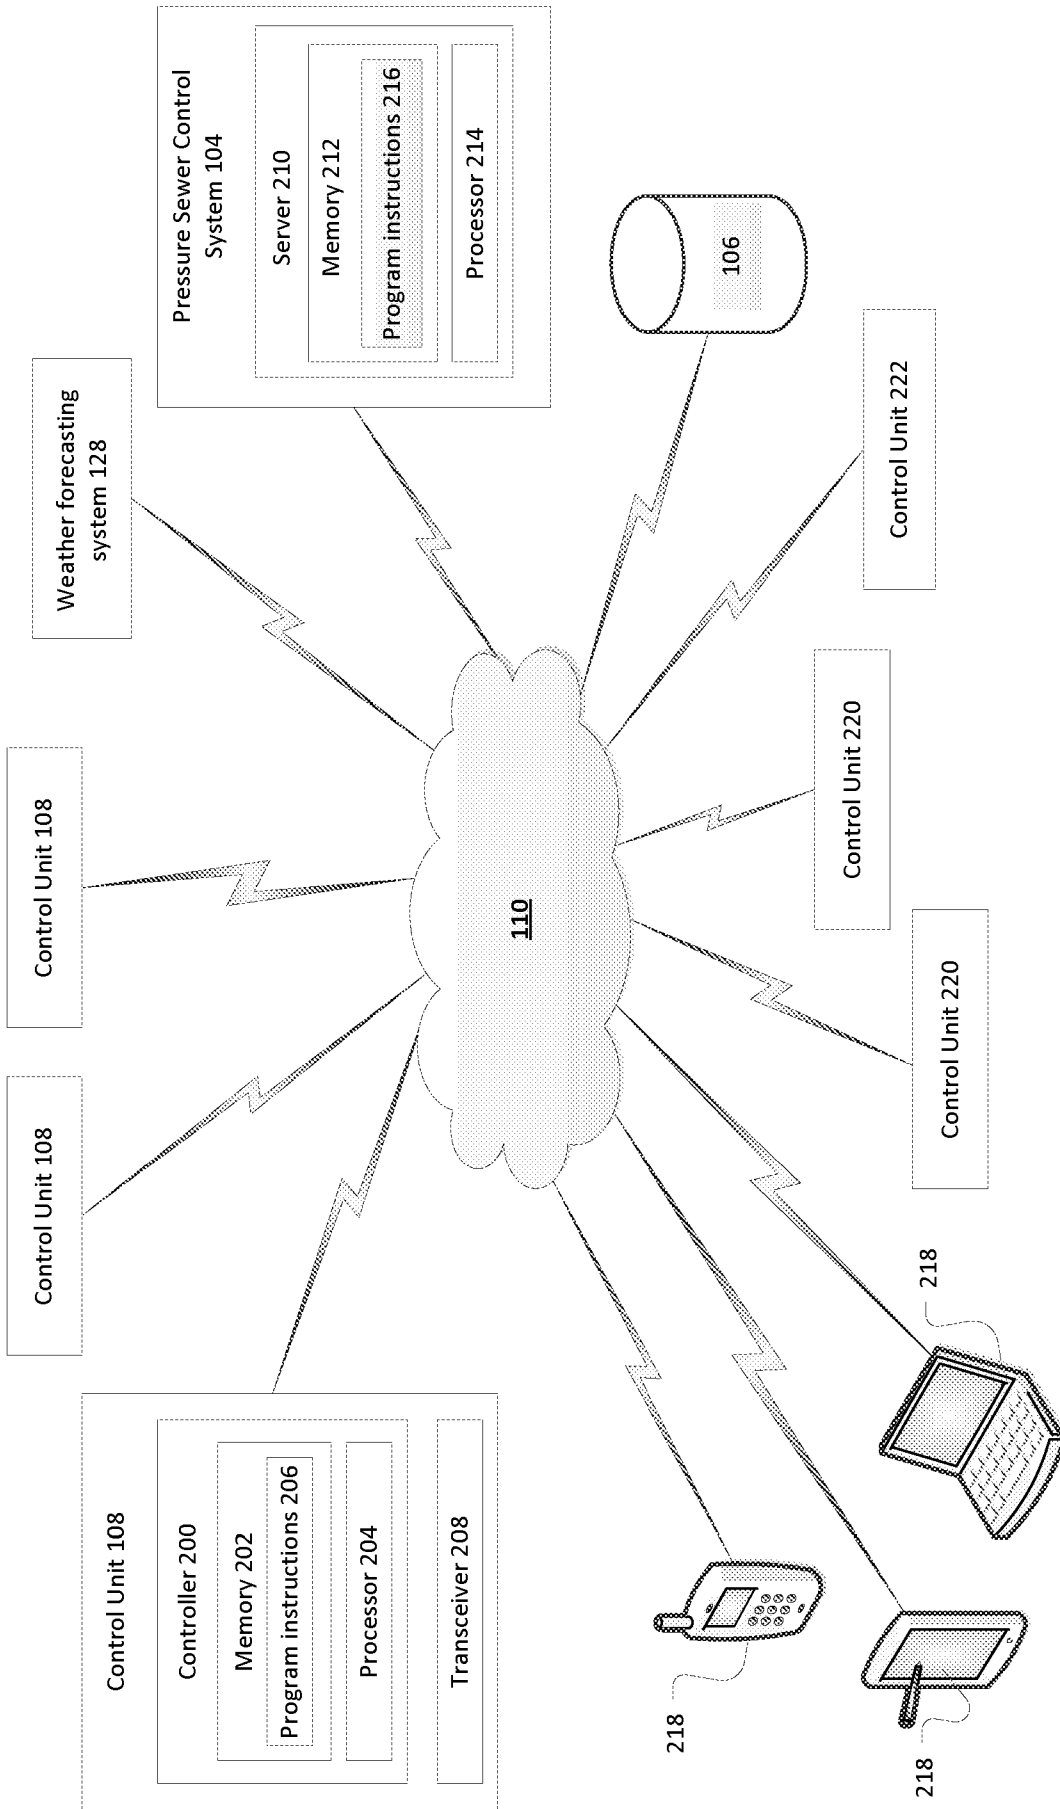 Control Unit 108
Controller 200
Memory 202
Program instructions 206
Processor 204
Transceiver 208
Control Unit 108
Control Unit 108
Weather forecasting
system 128
Pressure Sewer Control
System 104
Server 210
Memory 212
Program instructions 216
Processor 214
110
106
218
218
218
Control Unit 220
Control Unit 220
Control Unit 222